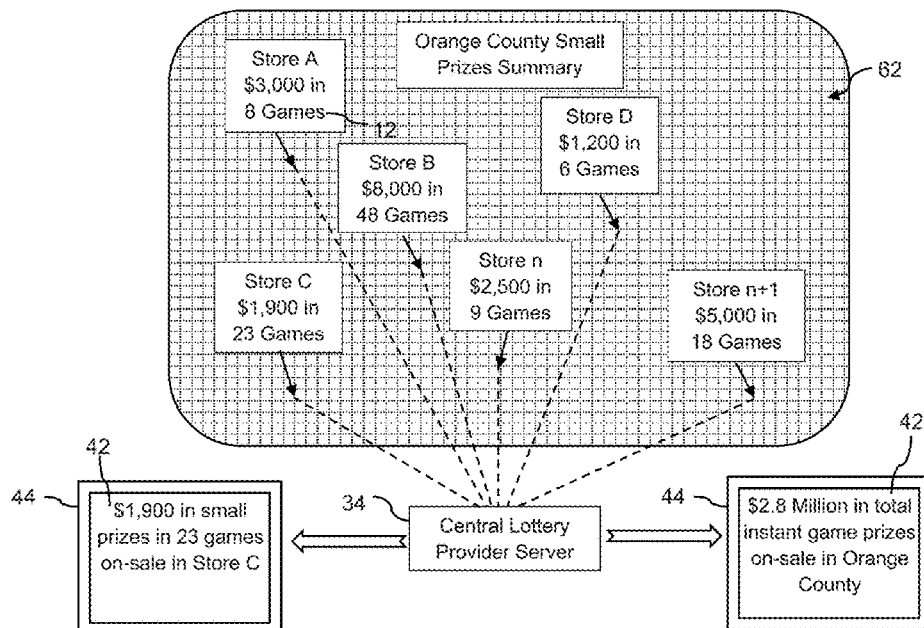 Orange County Small
Prizes Summary
62
Store A
$3,000 in
8 Games
12
Store D
$1,200 in
6 Games
Store B
$8,000 in
48 Games
Store n
$2,500 in
9 Games
Store C
$1,900 in
23 Games
Store n+1
$5,000 in
18 Games
42
44
$1,900 in small
prizes in 23 games
on-sale in Store C
34
Central Lottery
Provider Server
42
44
$2.8 Million in total
instant game prizes
on-sale in Orange
County